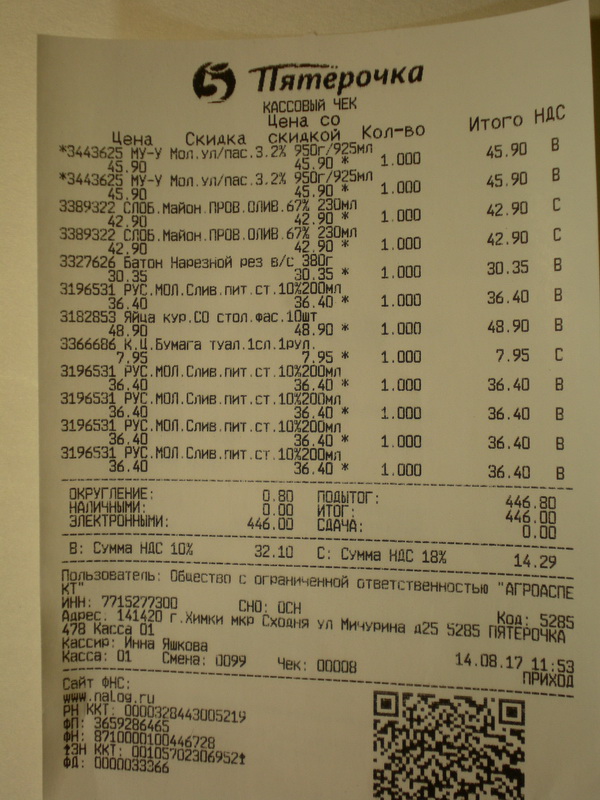 5 Пятёрочка
КАССОВЫЙ ЧЕК
Цена Скидка Цена со скидкой Кол-во Итого НДС
*3443625 МУ-У Мол.ул/пас.3.2% 950г/925мл
45.90 45.90 * 1.000 45.90 В
*3443625 МУ-У Мол.ул/пас.3.2% 950г/925мл
45.90 45.90 * 1.000 45.90 В
3389322 СЛОБ.Майон.ПРОВ.ОЛИВ.67% 230мл
42.90 42.90 * 1.000 42.90 С
3389322 СЛОБ.Майон.ПРОВ.ОЛИВ.67% 230мл
42.90 42.90 * 1.000 42.90 С
3327626 Батон Нарезной рез в/с 380г
30.35 30.35 * 1.000 30.35 В
3196531 РУС.МОЛ.Слив.пит.ст.10%200мл
36.40 36.40 * 1.000 36.40 В
3182853 Яйца кур.СО стол.фас.10шт
48.90 48.90 * 1.000 48.90 В
3366686 К.Ц.Бумага туал.1сл.1рул.
7.95 7.95 * 1.000 7.95 С
3196531 РУС.МОЛ.Слив.пит.ст.10%200мл
36.40 36.40 * 1.000 36.40 В
3196531 РУС.МОЛ.Слив.пит.ст.10%200мл
36.40 36.40 * 1.000 36.40 В
3196531 РУС.МОЛ.Слив.пит.ст.10%200мл
36.40 36.40 * 1.000 36.40 В
3196531 РУС.МОЛ.Слив.пит.ст.10%200мл
36.40 36.40 * 1.000 36.40 В
ОКРУГЛЕНИЕ: 0.80 ПОДЫТОГ: 446.80
НАЛИЧНЫМИ: 0.00 ИТОГ: 446.00
ЭЛЕКТРОННЫМИ: 446.00 СДАЧА: 0.00
В: Сумма НДС 10% 32.10 С: Сумма НДС 18% 14.29
Пользователь: Общество с ограниченной ответственностью "АГРОАСПЕ
КТ"
ИНН: 7715277300 СНО: ОСН Код: 5285
Адрес. 141420 г.Химки мкр Сходня ул Мичурина д25 5285 ПЯТЕРОЧКА
478 Касса 01
Кассир: Инна Яшкова
Касса: 01 Смена: 0099 Чек: 00008 14.08.17 11:53
ПРИХОД
Сайт ФНС:
www.nalog.ru
РН ККТ: 0000328443005219
ФП: 3659286465
ФН: 8710000100446728
ЗН ККТ: 00105702306952
ФД: 0000033366